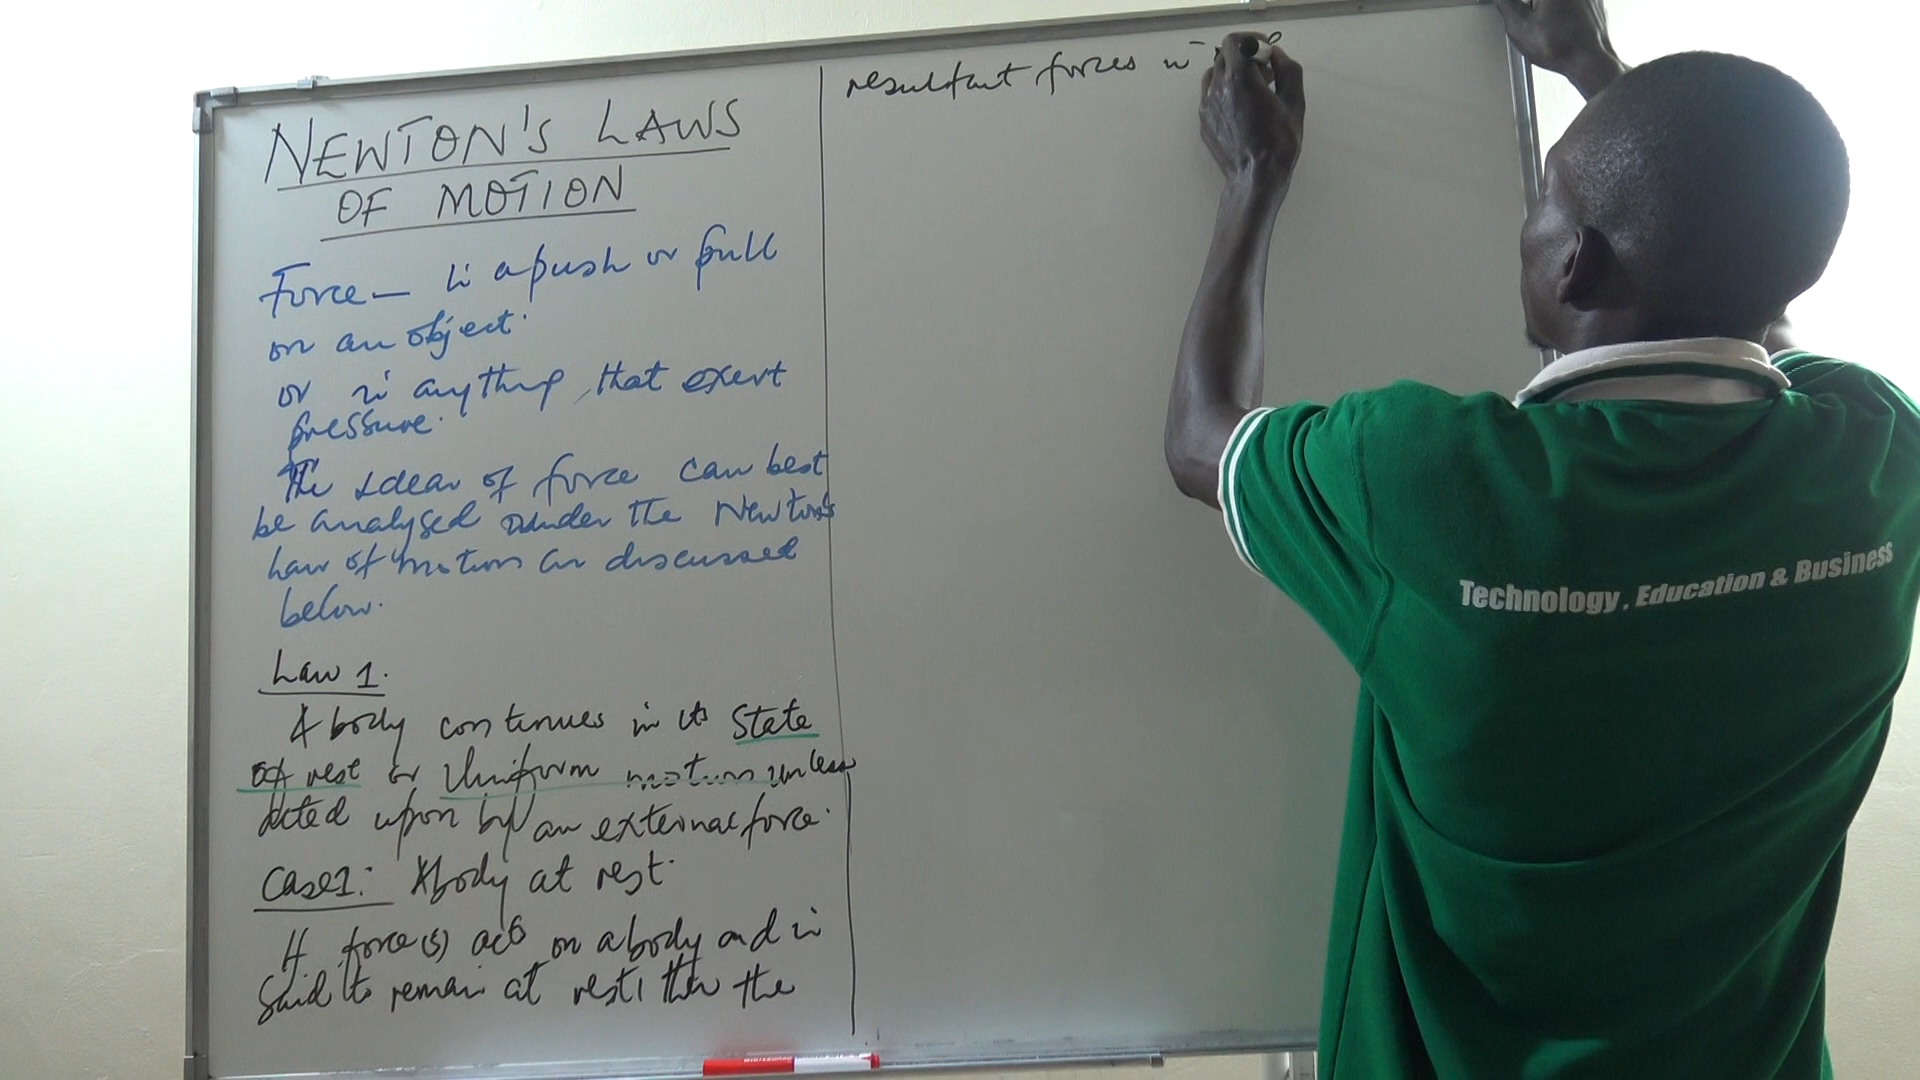 NEWTON'S LAWS
OF MOTION
Force – is a push or pull
on an object.
or is anything that exert
pressure.
The idear of force can best
be analysed under the Newton's
Law of motion as discussed
below.
Law 1.
A body continues in its State
of rest or Uniform motion unless
acted upon by an external force.
Case1: A body at rest.
If force(s) acts on a body and is
Said to remain at rest, then the
resultant forces is
Technology . Education & Business